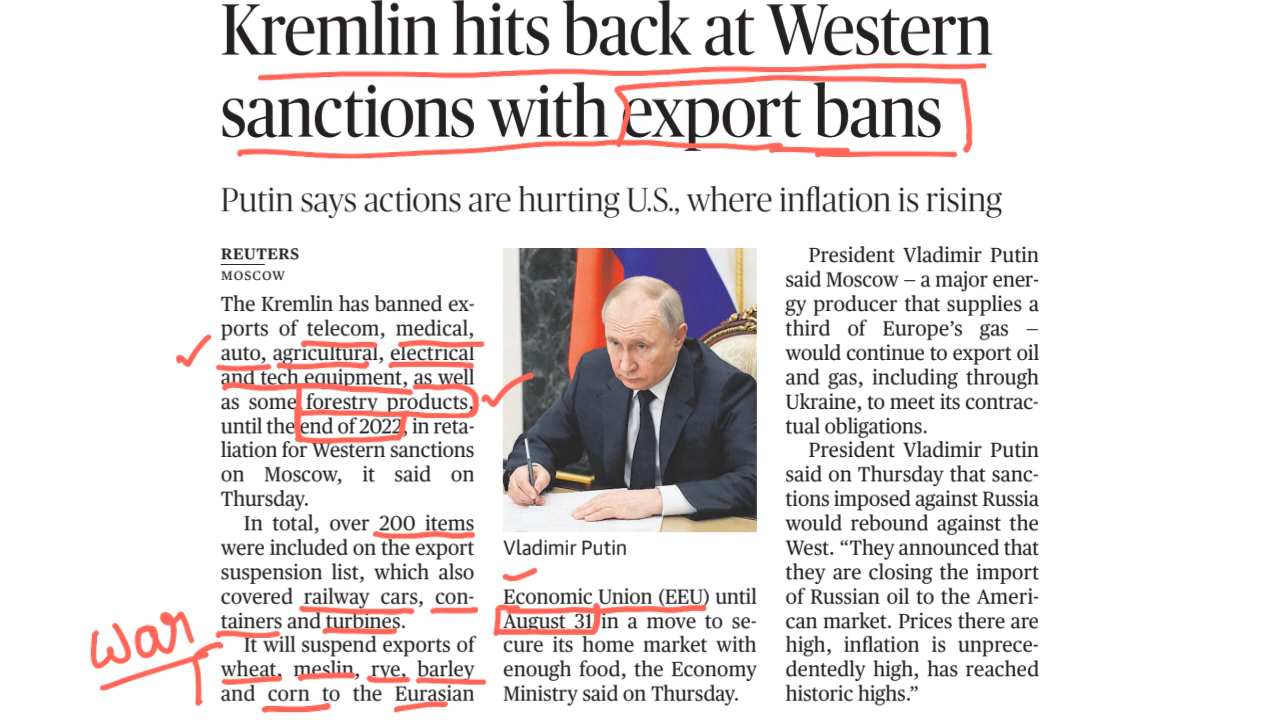 Kremlin hits back at Western
sanctions with export bans
Putin says actions are hurting U.S., where inflation is rising
REUTERS
MOSCOW
The Kremlin has banned ex-
ports of telecom, medical,
auto, agricultural, electrical
and tech equipment, as well
as some forestry products,
until the end of 2022, in reta-
liation for Western sanctions
on Moscow, it said on
Thursday.
In total, over 200 items
were included on the export
suspension list, which also
covered railway cars, con-
tainers and turbines.
war
It will suspend exports of
wheat, meslin, rye, barley
and corn to the Eurasian
Vladimir Putin
Economic Union (EEU) until
August 31 in a move to se-
cure its home market with
enough food, the Economy
Ministry said on Thursday.
President Vladimir Putin
said Moscow – a major ener-
gy producer that supplies a
third of Europe's gas –
would continue to export oil
and gas, including through
Ukraine, to meet its contrac-
tual obligations.
President Vladimir Putin
said on Thursday that sanc-
tions imposed against Russia
would rebound against the
West. “They announced that
they are closing the import
of Russian oil to the Ameri-
can market. Prices there are
high, inflation is unprece-
dentedly high, has reached
historic highs.”